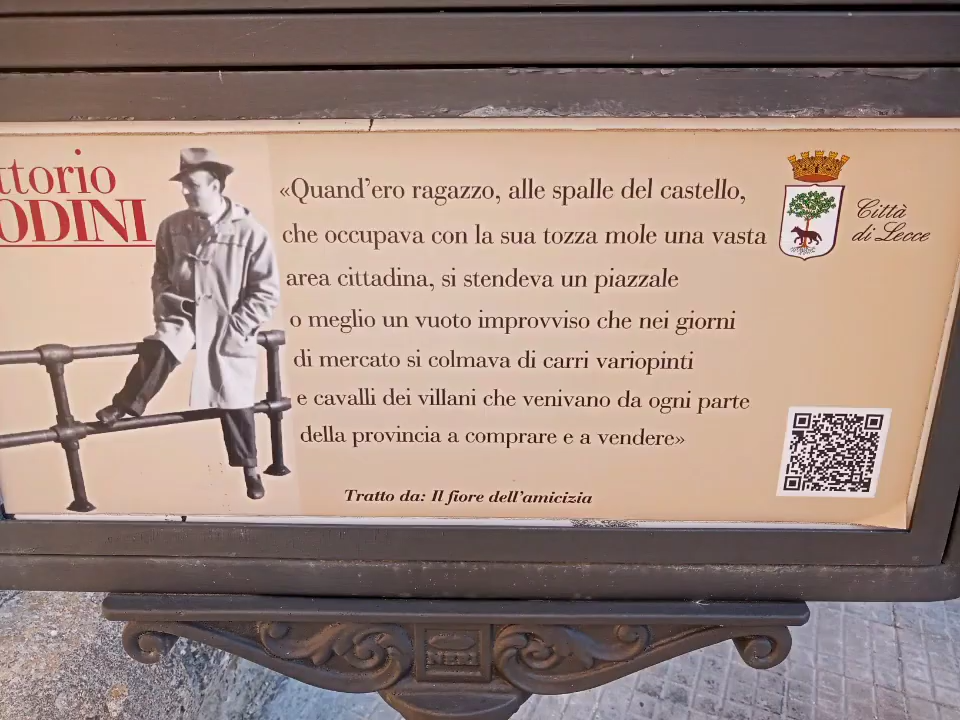 ttorio
ODINI
«Quand'ero ragazzo, alle spalle del castello,
che occupava con la sua tozza mole una vasta
area cittadina, si stendeva un piazzale
o meglio un vuoto improvviso che nei giorni
di mercato si colmava di carri variopinti
e cavalli dei villani che venivano da ogni parte
della provincia a comprare e a vendere»
Tratto da: Il fiore dell'amicizia
Città
di Lecce
NERI